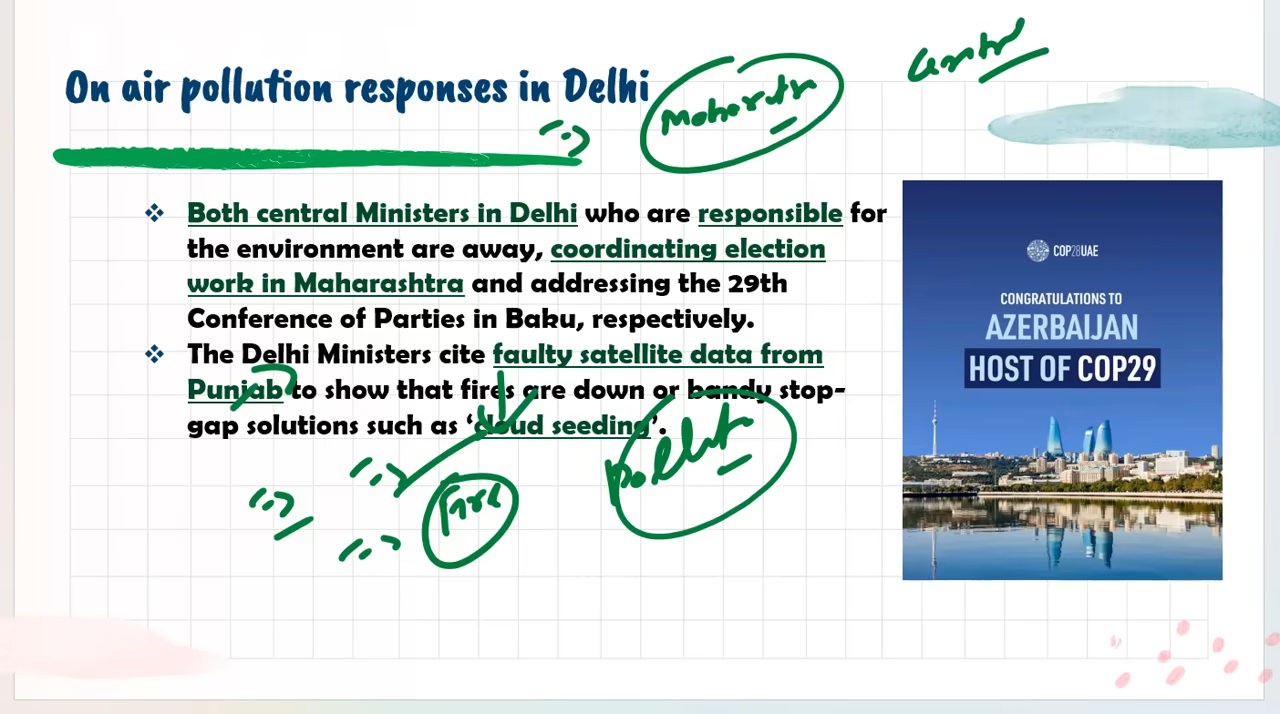 On air pollution responses in Delhi
❖ Both central Ministers in Delhi who are responsible for
the environment are away, coordinating election
work in Maharashtra and addressing the 29th
Conference of Parties in Baku, respectively.
❖ The Delhi Ministers cite faulty satellite data from
Punjab to show that fires are down or bandy stop-
gap solutions such as ‘cloud seeding’.
Fire
COP28UAE
CONGRATULATIONS TO
AZERBAIJAN
HOST OF COP29